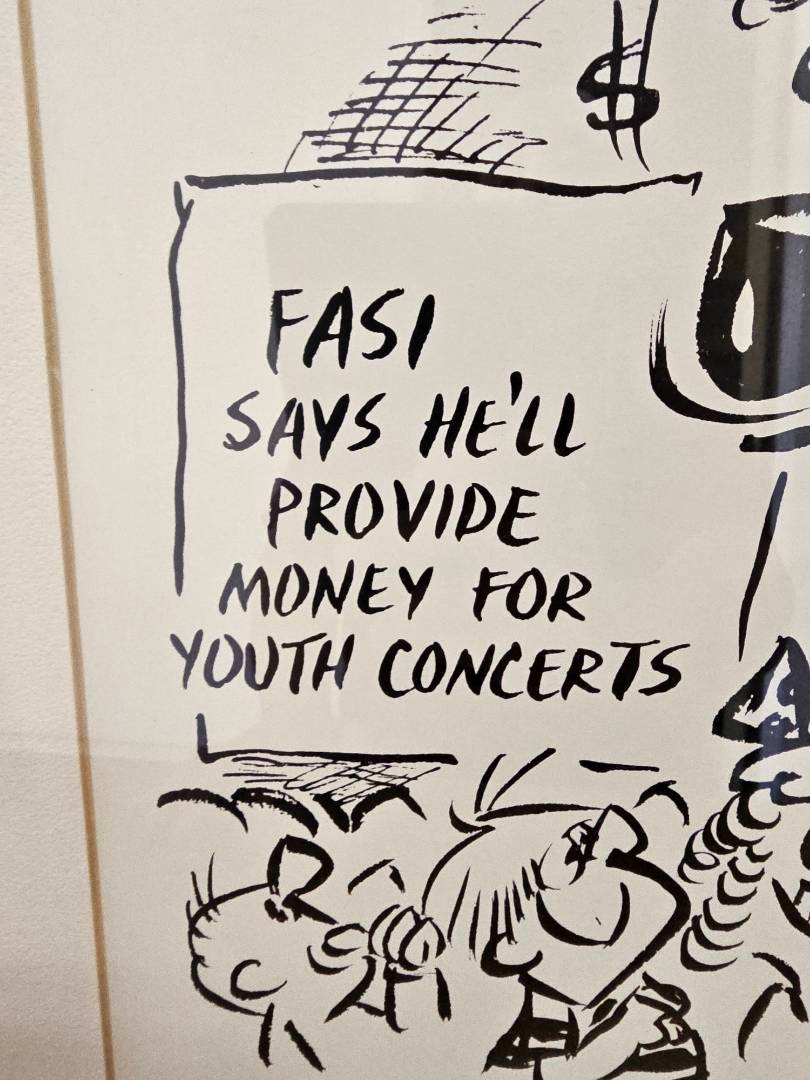 $
FASI
SAYS HE'LL
PROVIDE
MONEY FOR
YOUTH CONCERTS